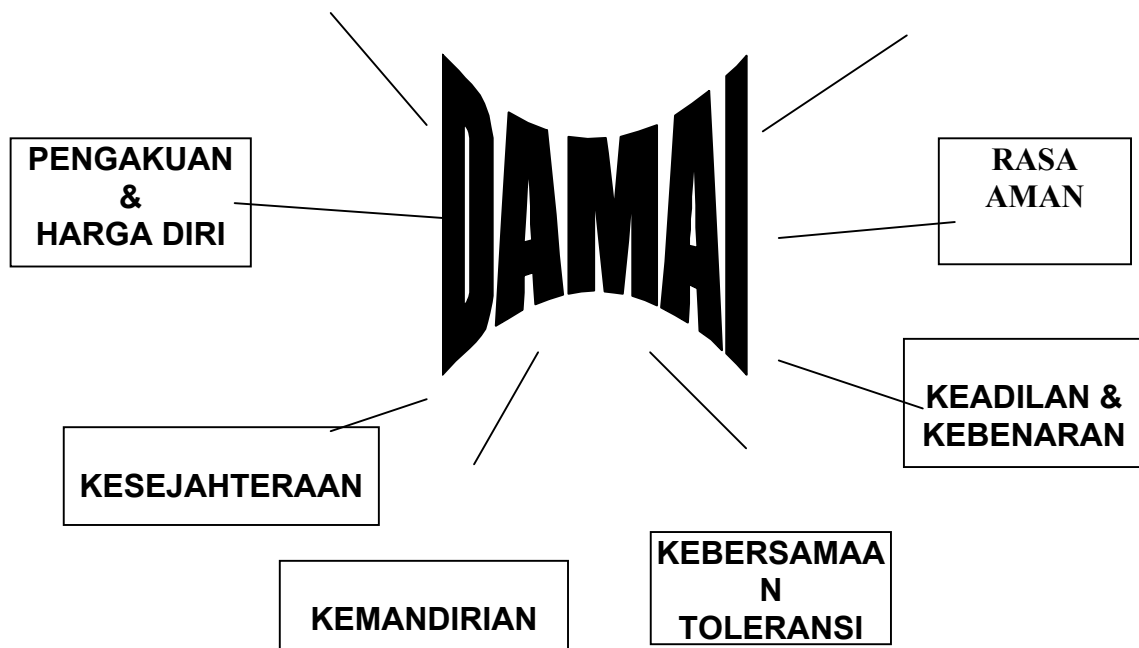 DAMAI
PENGAKUAN
&
HARGA DIRI
RASA
AMAN
KEADILAN &
KEBENARAN
KESEJAHTERAAN
KEBERSAMAA
N
TOLERANSI
KEMANDIRIAN